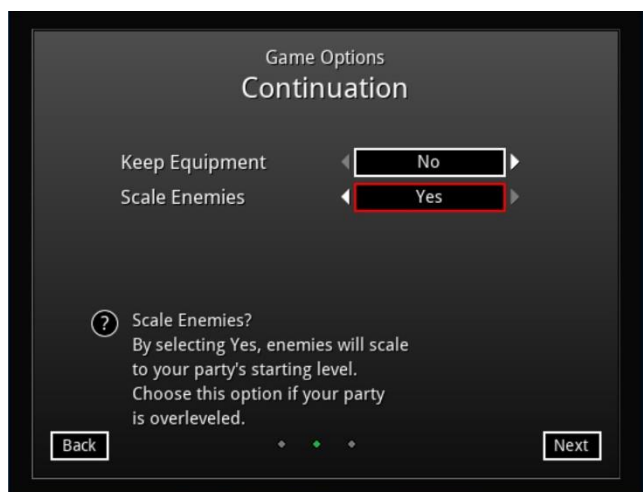 Game Options
Continuation
Keep Equipment No
Scale Enemies Yes
? Scale Enemies?
By selecting Yes, enemies will scale
to your party's starting level.
Choose this option if your party
is overleveled.
Back Next